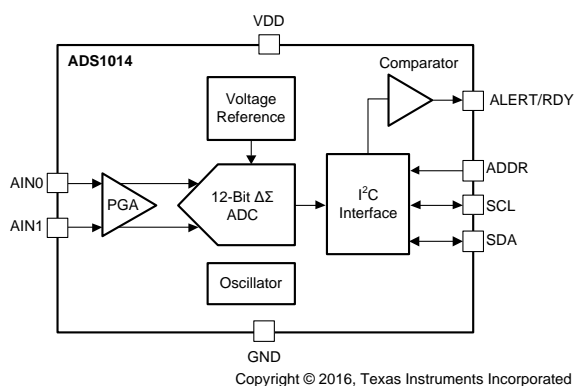 VDD
ADS1014
Comparator
Voltage
Reference
ALERT/RDY
ADDR
AIN0
PGA
12-Bit ΔΣ
ADC
I²C
Interface
SCL
AIN1
SDA
Oscillator
GND
Copyright © 2016, Texas Instruments Incorporated